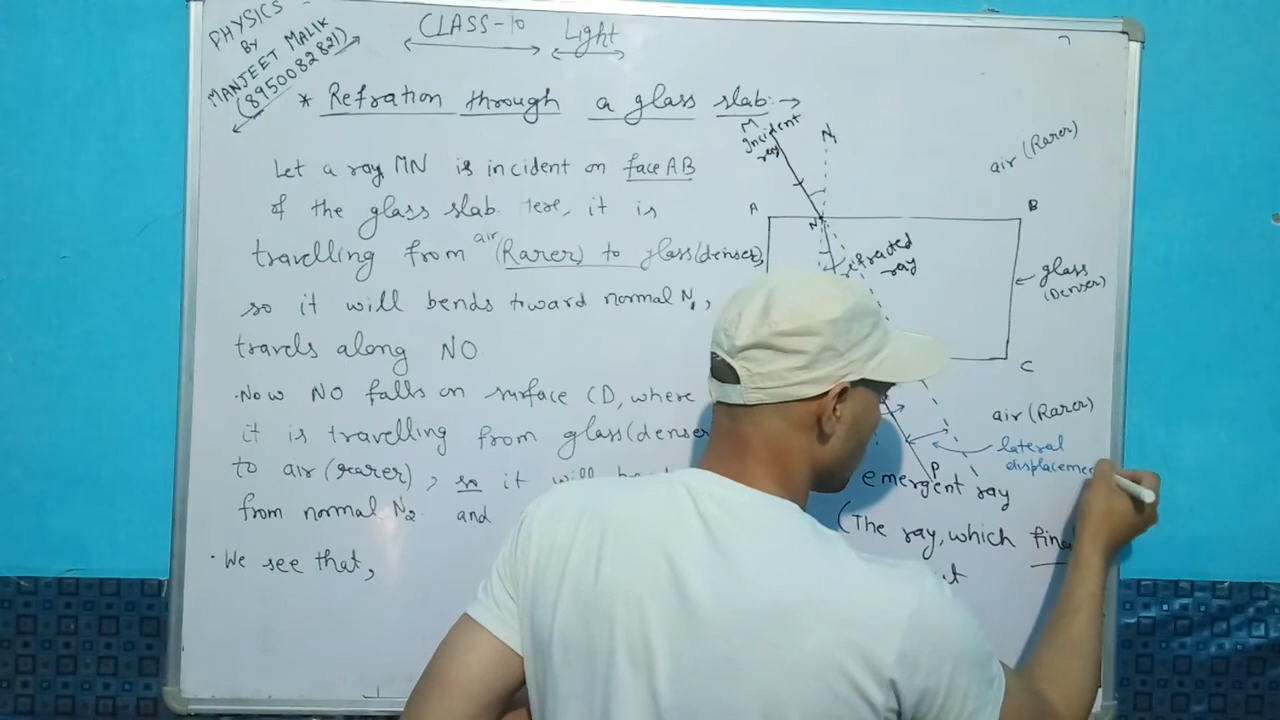 PHYSICS
BY
MANJEET MALIK
(8950082821)
CLASS-10 Light
* Refration through a glass slab:→
Let a ray MN is incident on face AB
of the glass slab. Here, it is
travelling from air (Rarer) to glass(denser),
so it will bends toward normal N1,
travels along NO
.Now NO falls on surface CD, where
it is travelling from glass(denser
to air (rarer), so it will
from normal N2. and
• We see that,
M
Incident
ray
N1
air (Rarer)
A
B
N
refracted
ray
glass
(Denser)
C
air (Rarer)
lateral
displaceme
P
emergent ray
(The ray, which